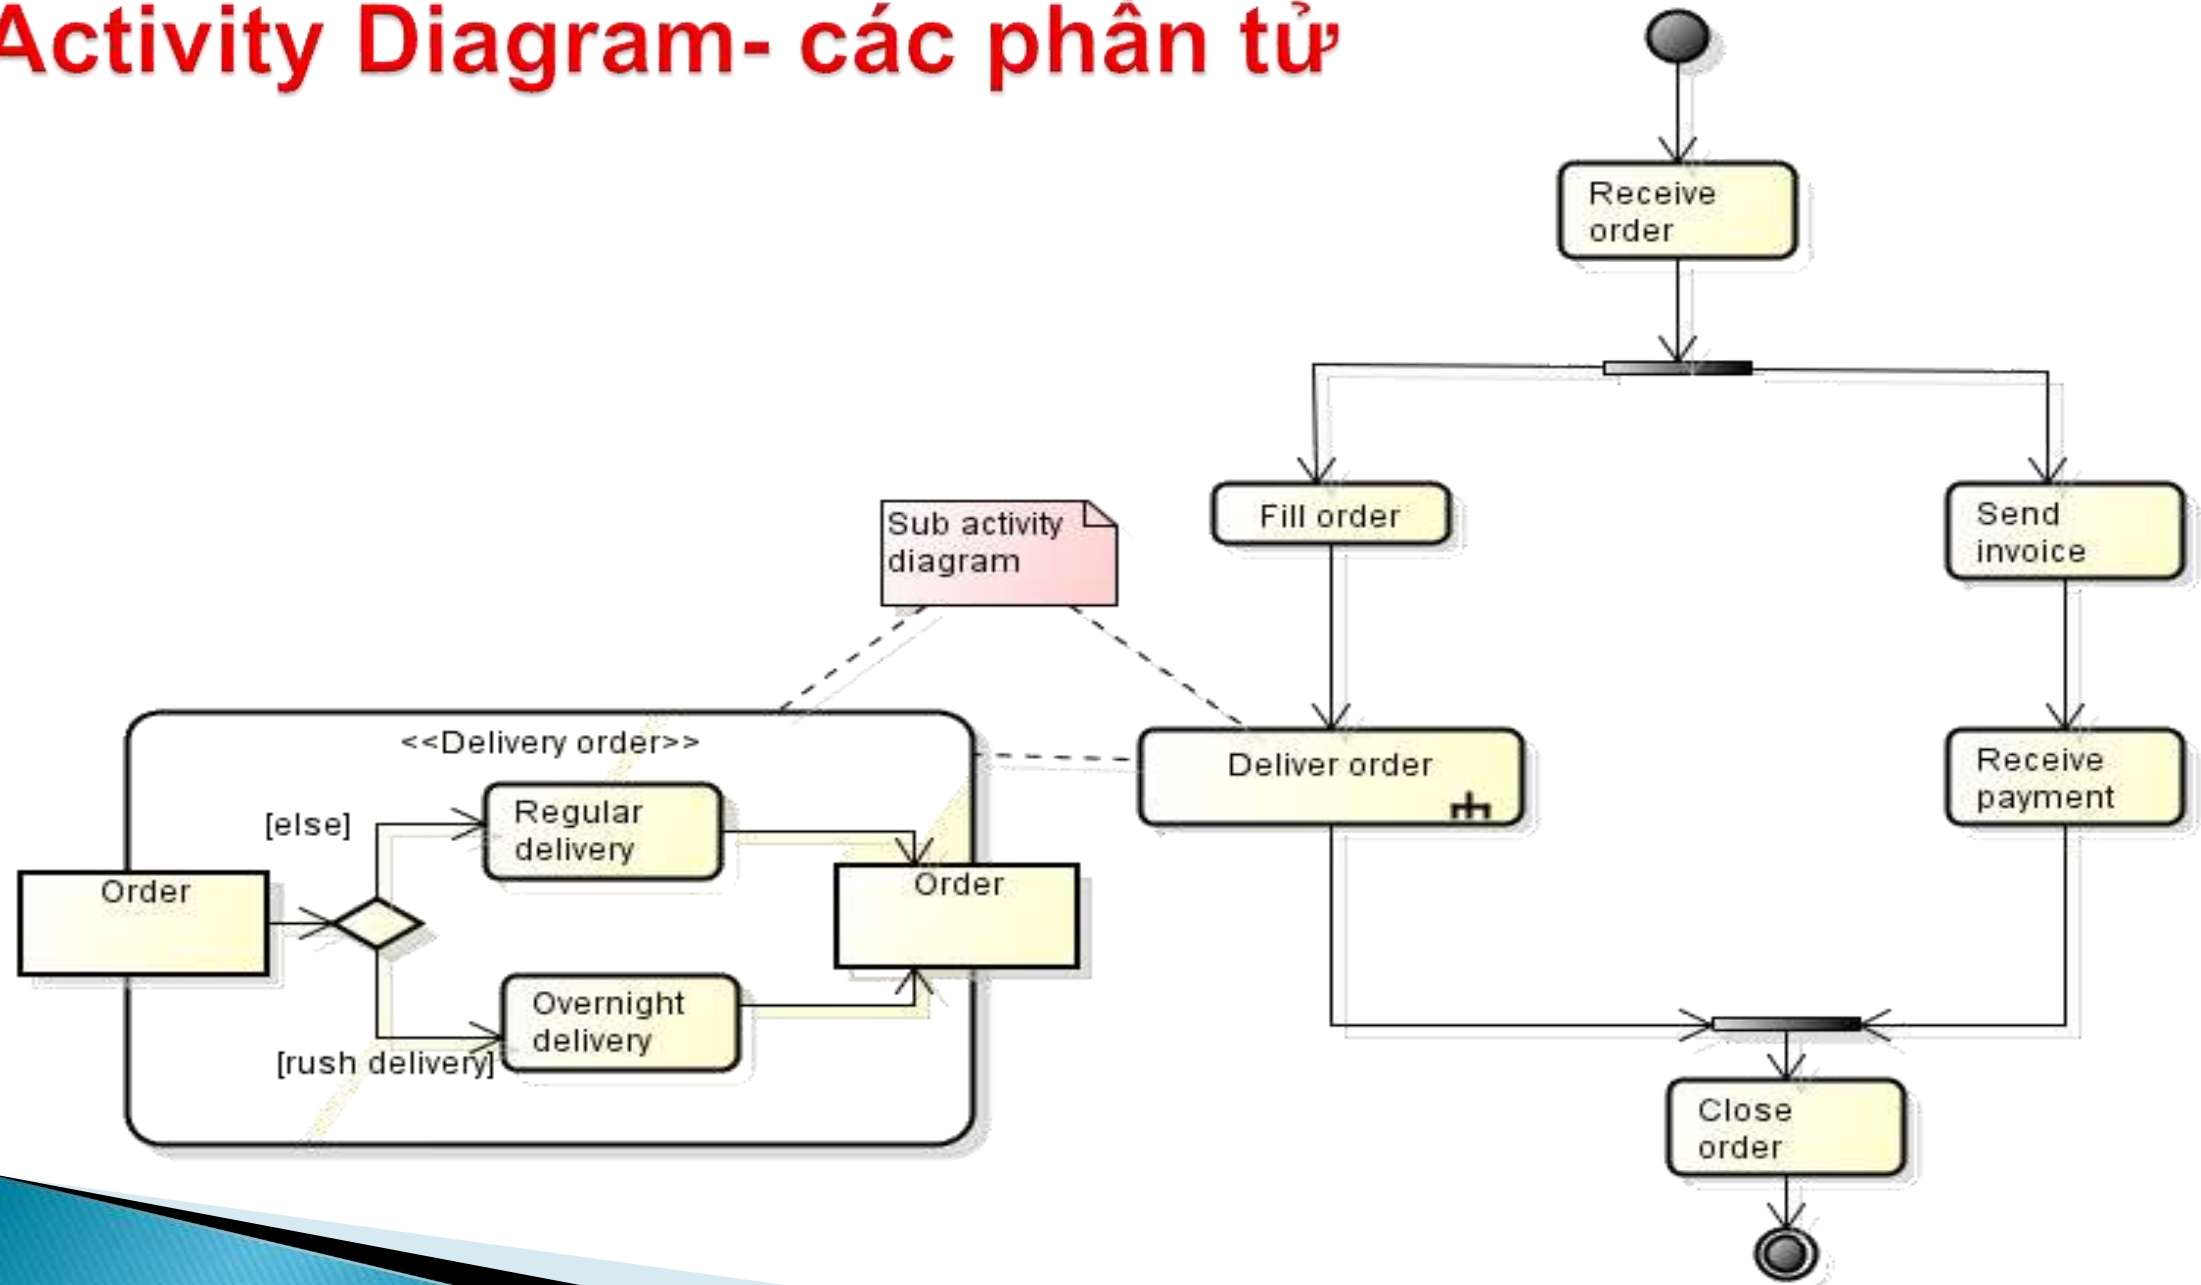 Activity Diagram- các phân tử
Receive
order
Fill order
Send
invoice
Sub activity
diagram
<<Delivery order>>
Deliver order
Receive
payment
[else]
Regular
delivery
Order
Order
Overnight
delivery
[rush delivery]
Close
order